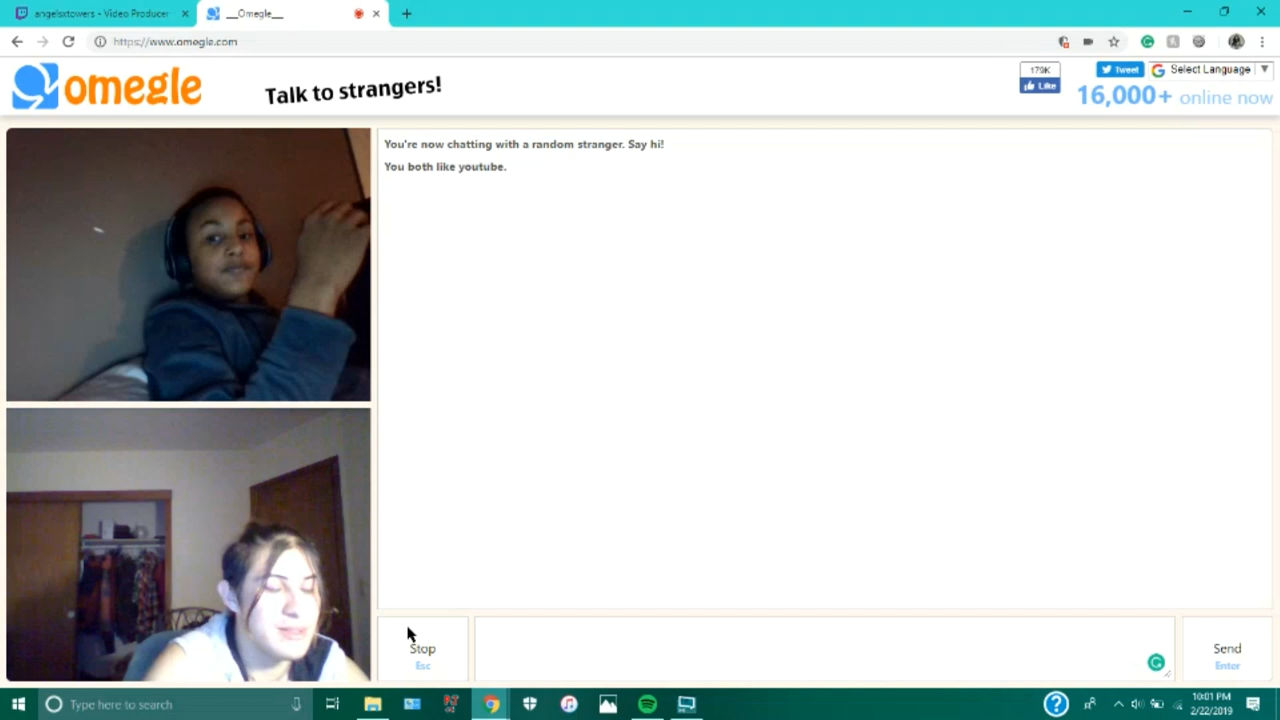 angelsxtowers - Video Producer
__Omegle__
https://www.omegle.com
omegle
Talk to strangers!
179K
Like
Tweet
Select Language
16,000+ online now
You're now chatting with a random stranger. Say hi!
You both like youtube.
Stop
Esc
Send
Enter
Type here to search
10:01 PM
2/22/2019